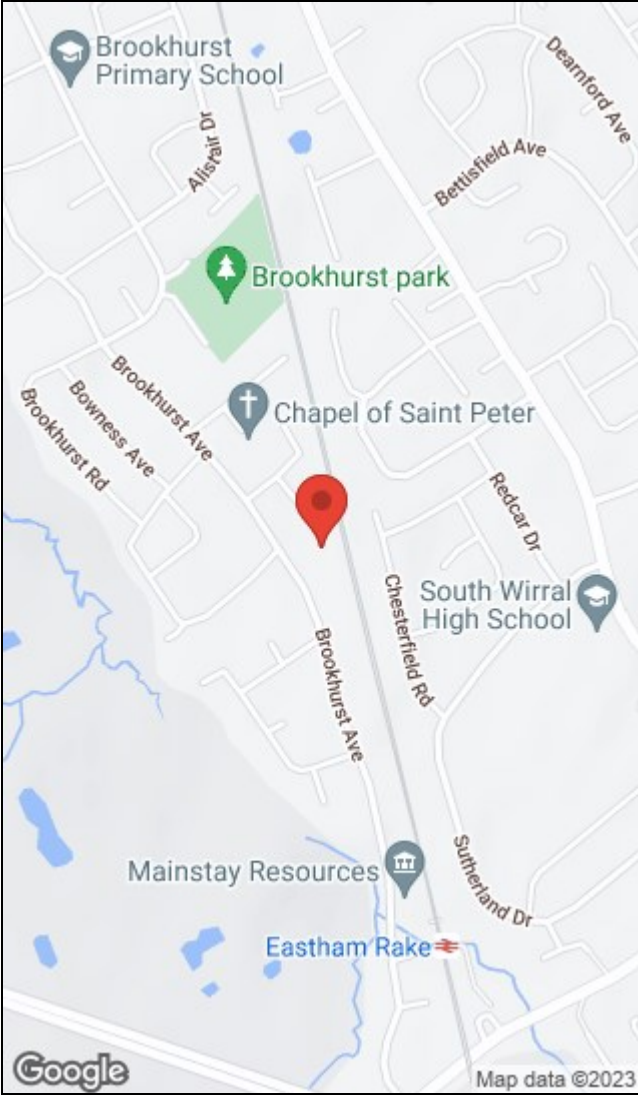 Brookhurst
Primary School
Dearnford Ave
Alistair Dr
Bettisfield Ave
Brookhurst park
Brookhurst Ave
Bowness Ave
Brookhurst Rd
Chapel of Saint Peter
Redcar Dr
South Wirral
High School
Chesterfield Rd
Brookhurst Ave
Mainstay Resources
Sutherland Dr
Eastham Rake
Google
Map data ©2023